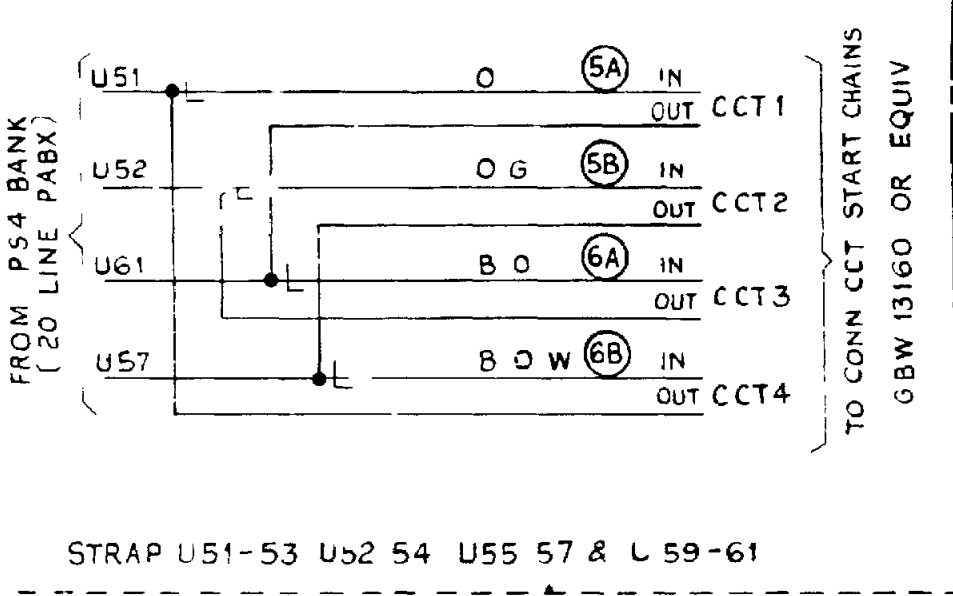 FROM PS4 BANK
(20 LINE PABX)
U51 O 5A IN
OUT CCT1
U52 O G 5B IN
OUT CCT2
U61 B O 6A IN
OUT CCT3
U57 B O W 6B IN
OUT CCT4
TO CONN CCT START CHAINS
GBW 13160 OR EQUIV
STRAP U51-53 U52 54 U55 57 & U 59-61